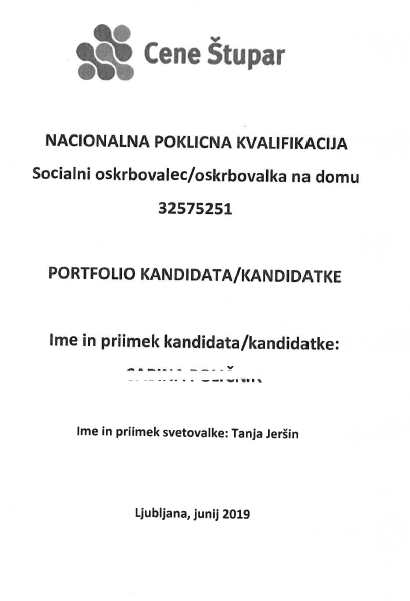 Cene Štupar
NACIONALNA POKLICNA KVALIFIKACIJA
Socialni oskrbovalec/oskrbovalka na domu
32575251
PORTFOLIO KANDIDATA/KANDIDATKE
Ime in priimek kandidata/kandidatke:
Ime in priimek svetovalke: Tanja Jeršin
Ljubljana, junij 2019